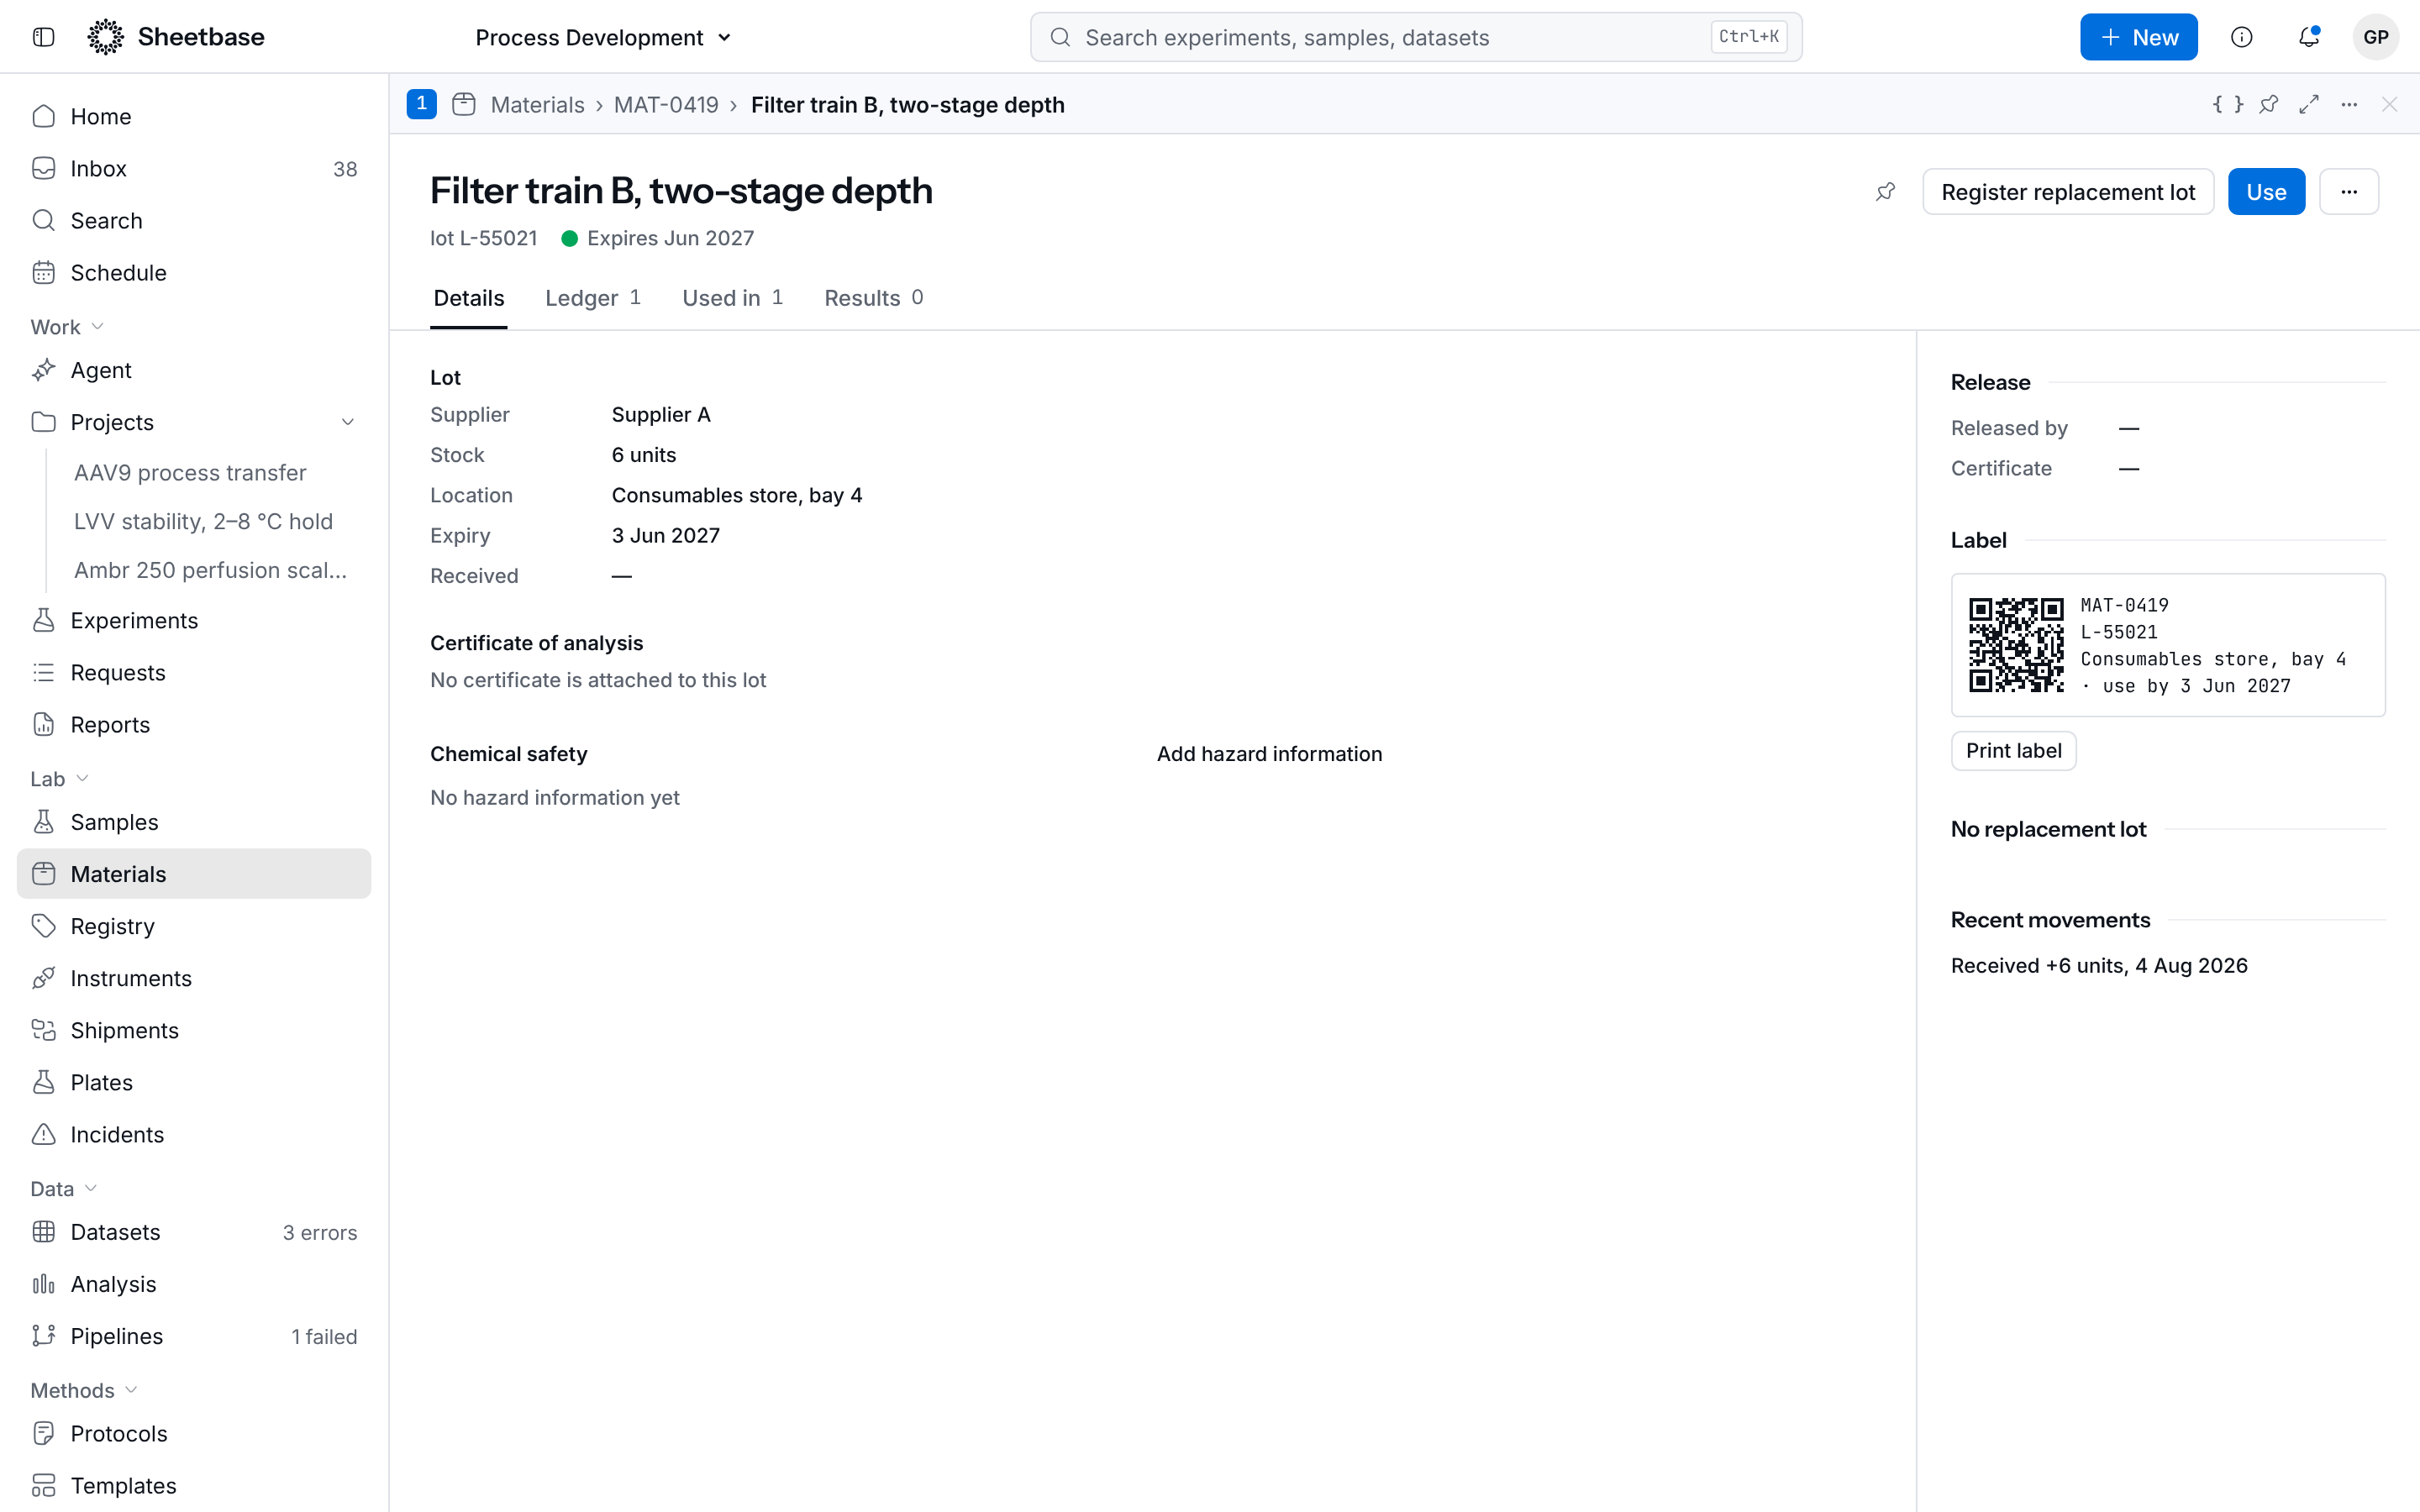 Sheetbase
Process Development
Search experiments, samples, datasets
Ctrl+K
New
GP
Home
Inbox 38
Search
Schedule
Work
Agent
Projects
AAV9 process transfer
LVV stability, 2–8 °C hold
Ambr 250 perfusion scal...
Experiments
Requests
Reports
Lab
Samples
Materials
Registry
Instruments
Shipments
Plates
Incidents
Data
Datasets 3 errors
Analysis
Pipelines 1 failed
Methods
Protocols
Templates
1 Materials › MAT-0419 › Filter train B, two-stage depth
{ }
Filter train B, two-stage depth
Register replacement lot
Use
lot L-55021 Expires Jun 2027
Details Ledger 1 Used in 1 Results 0
Lot
Supplier Supplier A
Stock 6 units
Location Consumables store, bay 4
Expiry 3 Jun 2027
Received —
Certificate of analysis
No certificate is attached to this lot
Chemical safety Add hazard information
No hazard information yet
Release
Released by —
Certificate —
Label
MAT-0419
L-55021
Consumables store, bay 4
· use by 3 Jun 2027
Print label
No replacement lot
Recent movements
Received +6 units, 4 Aug 2026